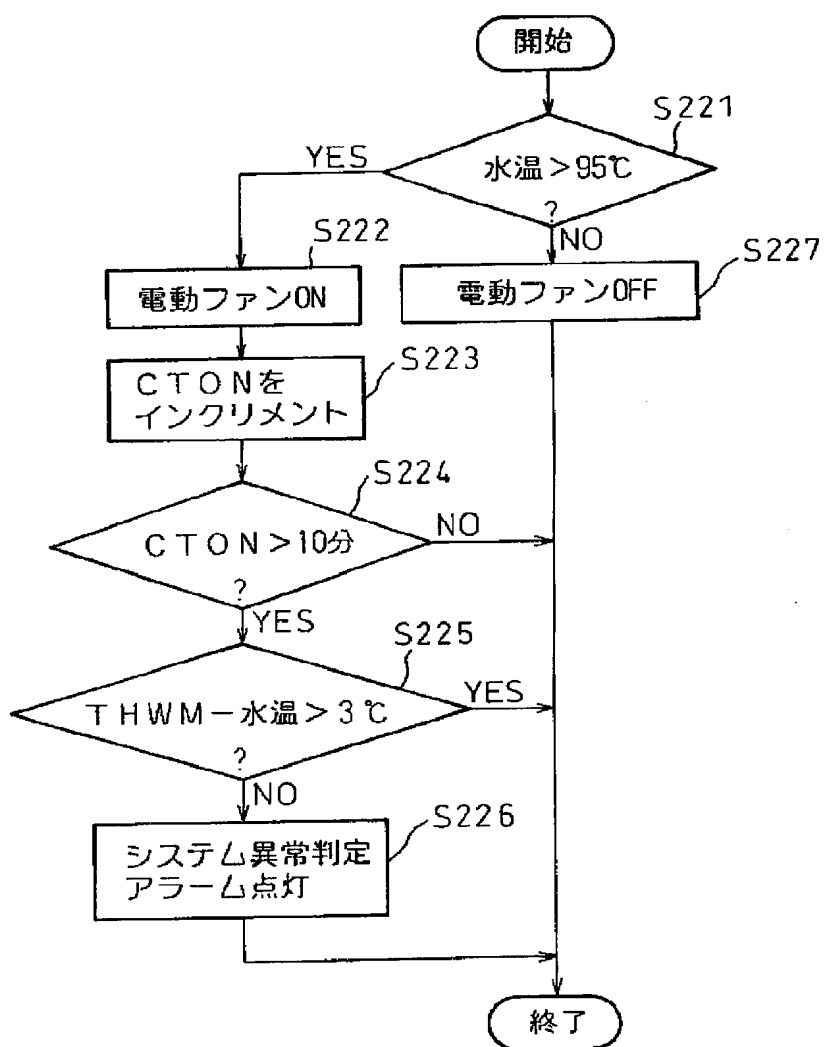 開始
S221
水温>95℃
?
YES
NO
S222
電動ファンON
S227
電動ファンOFF
S223
CTONを
インクリメント
S224
CTON>10分
?
NO
YES
S225
THWM-水温>3℃
?
YES
NO
S226
システム異常判定
アラーム点灯
終了